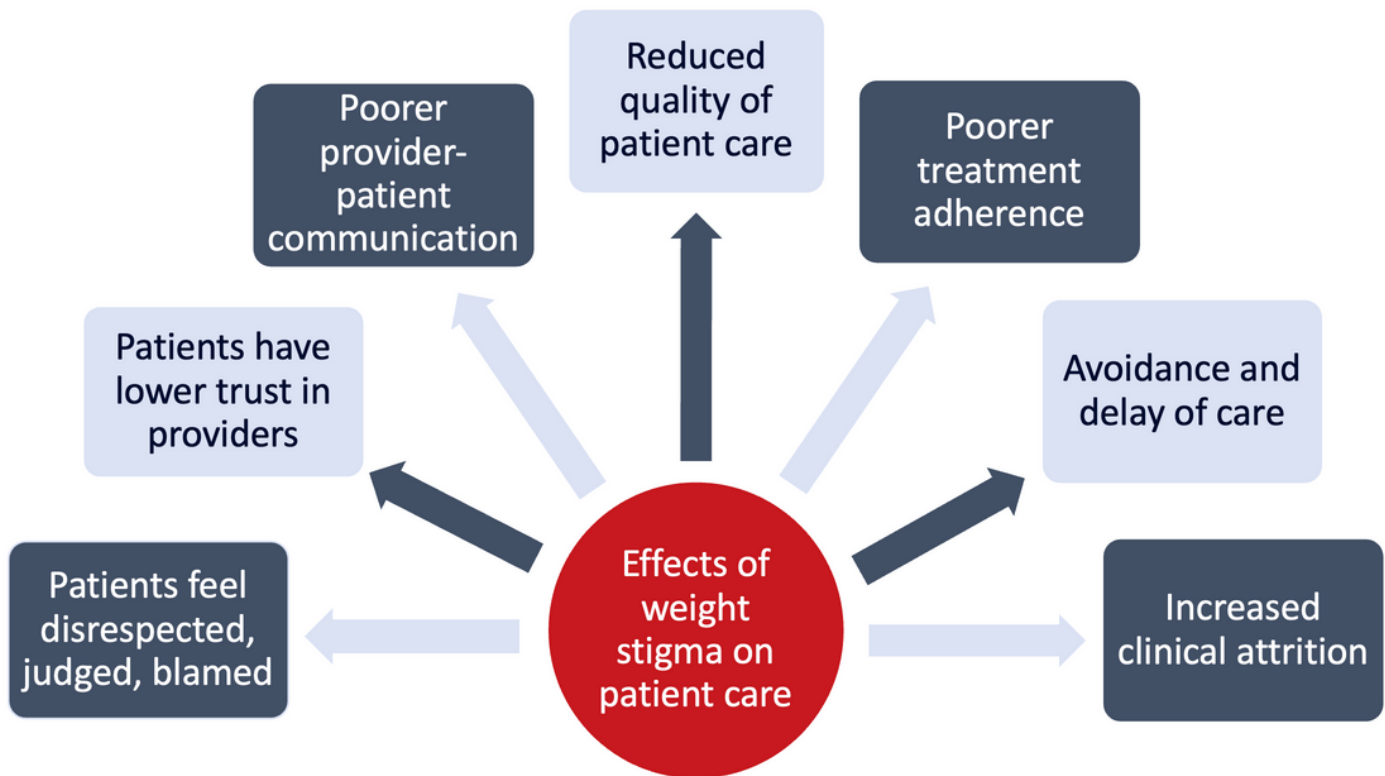 Reduced
quality of
patient care
Poorer
provider-
patient
communication
Poorer
treatment
adherence
Patients have
lower trust in
providers
Avoidance and
delay of care
Patients feel
disrespected,
judged, blamed
Effects of
weight
stigma on
patient care
Increased
clinical attrition